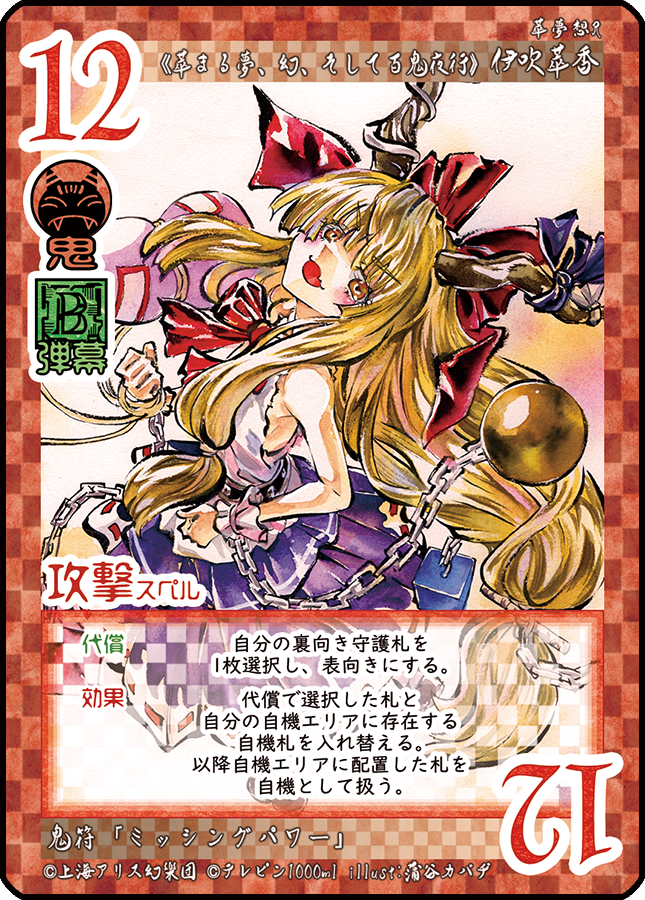 萃夢想ノ
12
《萃まる夢、幻、そして百鬼夜行》伊吹萃香
鬼
B
弾幕
攻撃スペル
代償
自分の裏向き守護札を
1枚選択し、表向きにする。
効果
代償で選択した札と
自分の自機エリアに存在する
自機札を入れ替える。
以降自機エリアに配置した札を
自機として扱う。
12
鬼符「ミッシングパワー」
©上海アリス幻樂団 ©テレピン1000ml illust:蒲谷カバヂ